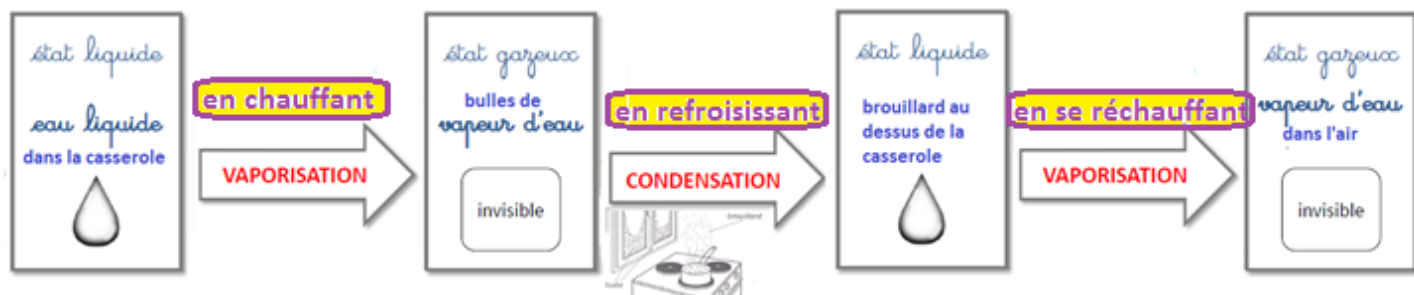 état liquide
eau liquide
dans la casserole
en chauffant
VAPORISATION
état gazeux
bulles de
vapeur d'eau
invisible
en refroisissant
CONDENSATION
brouillard
buée
état liquide
brouillard au
dessus de la
casserole
en se réchauffant
VAPORISATION
état gazeux
vapeur d'eau
dans l'air
invisible